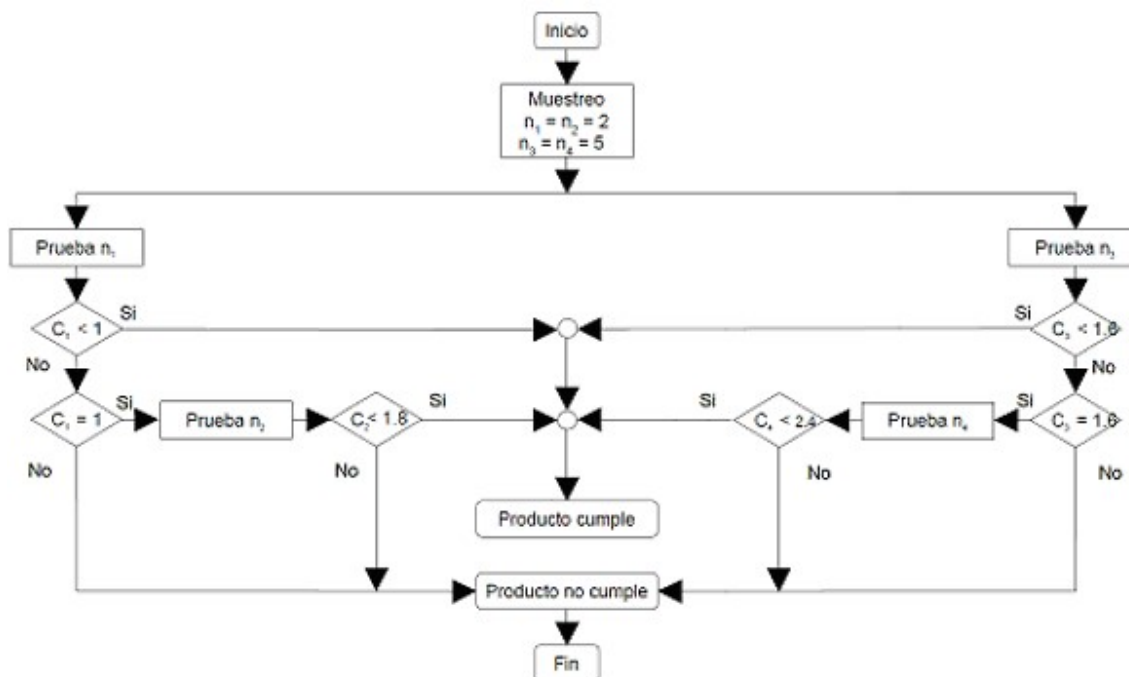 Inicio
Muestreo
n₁ = n₂ = 2
n₃ = n₄ = 5
Prueba n₁
Prueba n₃
Si
Si
C₁ < 1
C₃ < 1.6
No
No
C₁ = 1
Si
Prueba n₂
C₂ < 1.8
Si
Si
C₄ < 2.4
Prueba n₄
Si
C₃ = 1.6
No
No
No
No
Producto cumple
Producto no cumple
Fin